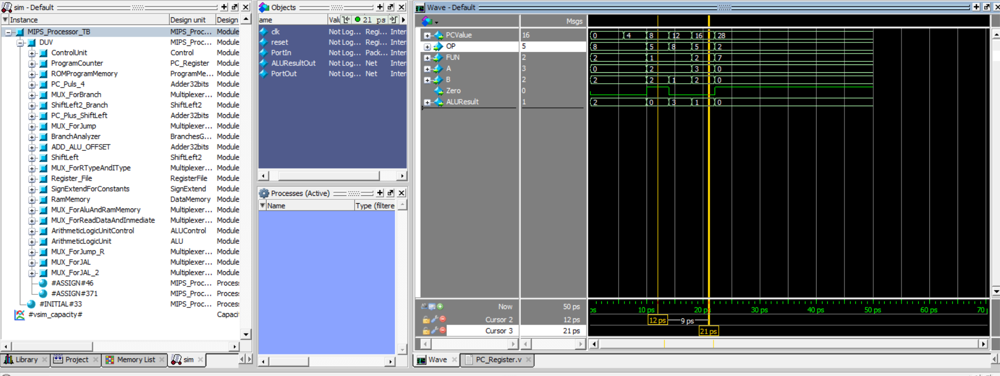 sim - Default
Instance Design unit Design
MIPS_Processor_TB MIPS_Proc... Module
DUV MIPS_Proc... Module
ControlUnit Control Module
ProgramCounter PC_Register Module
ROMProgramMemory ProgramMe... Module
PC_Puls_4 Adder32bits Module
MUX_ForBranch Multiplexer... Module
ShiftLeft2_Branch ShiftLeft2 Module
PC_Plus_ShiftLeft Adder32bits Module
MUX_ForJump Multiplexer... Module
BranchAnalyzer BranchesG... Module
ADD_ALU_OFFSET Adder32bits Module
ShiftLeft ShiftLeft2 Module
MUX_ForRTypeAndIType Multiplexer... Module
Register_File RegisterFile Module
SignExtendForConstants SignExtend Module
RamMemory DataMemory Module
MUX_ForAluAndRamMemory Multiplexer... Module
MUX_ForReadDataAndInmediate Multiplexer... Module
ArithmeticLogicUnitControl ALUControl Module
ArithmeticLogicUnit ALU Module
MUX_ForJump_R Multiplexer... Module
MUX_ForJAL Multiplexer... Module
MUX_ForJAL_2 Multiplexer... Module
#ASSIGN#46 MIPS_Proc... Proces
#ASSIGN#371 MIPS_Proc... Proces
#INITIAL#33 MIPS_Proc... Proces
#vsim_capacity# Capaci
Library Project Memory List sim
Objects
ame Val 21 ps
clk Not Log... Regi... Inter
reset Not Log... Regi... Inter
PortIn Not Log... Pack... Inter
ALUResultOut Not Log... Net Inter
PortOut Not Log... Net Inter
Processes (Active)
Name Type (filtere
Wave - Default
Msgs
PCValue 16 0 4 8 12 16 28
OP 5 8 5 8 5 2
FUN 2 2 1 2 7
A 3 0 2 3 0
B 2 2 2 1 2 0
Zero 0
ALUResult 1 2 0 3 1 0
Now 50 ps ps 10 ps 20 p 30 ps 40 ps 50 ps 60 ps 70
Cursor 2 12 ps 12 ps 9 ps
Cursor 3 21 ps 21 ps
Wave PC_Register.v